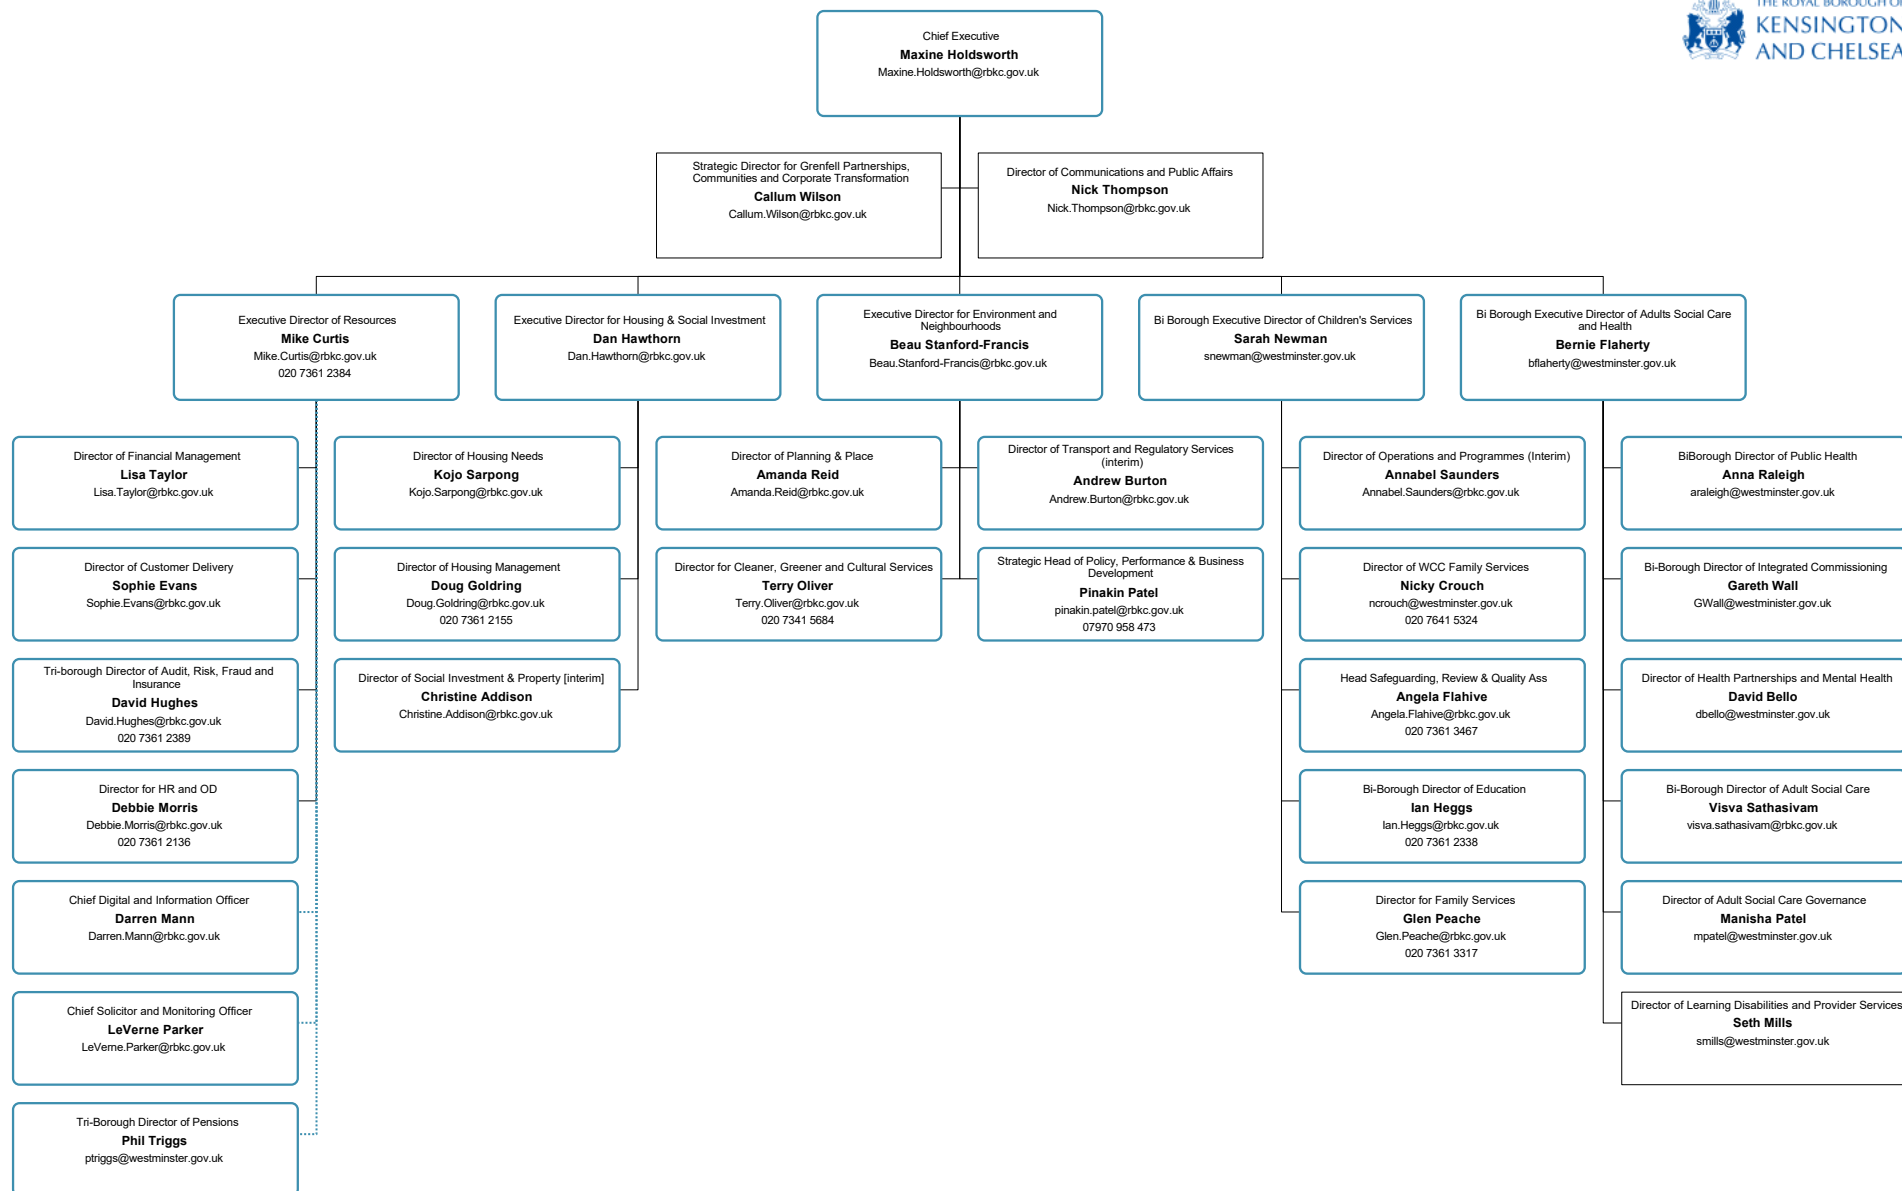 THE ROYAL BOROUGH OF
KENSINGTON
AND CHELSEA
Chief Executive
Maxine Holdsworth
Maxine.Holdsworth@rbkc.gov.uk
Strategic Director for Grenfell Partnerships,
Communities and Corporate Transformation
Callum Wilson
Callum.Wilson@rbkc.gov.uk
Director of Communications and Public Affairs
Nick Thompson
Nick.Thompson@rbkc.gov.uk
Executive Director of Resources
Mike Curtis
Mike.Curtis@rbkc.gov.uk
020 7361 2384
Executive Director for Housing & Social Investment
Dan Hawthorn
Dan.Hawthorn@rbkc.gov.uk
Executive Director for Environment and
Neighbourhoods
Beau Stanford-Francis
Beau.Stanford-Francis@rbkc.gov.uk
Bi Borough Executive Director of Children's Services
Sarah Newman
snewman@westminster.gov.uk
Bi Borough Executive Director of Adults Social Care
and Health
Bernie Flaherty
bflaherty@westminster.gov.uk
Director of Financial Management
Lisa Taylor
Lisa.Taylor@rbkc.gov.uk
Director of Housing Needs
Kojo Sarpong
Kojo.Sarpong@rbkc.gov.uk
Director of Planning & Place
Amanda Reid
Amanda.Reid@rbkc.gov.uk
Director of Transport and Regulatory Services
(interim)
Andrew Burton
Andrew.Burton@rbkc.gov.uk
Director of Operations and Programmes (Interim)
Annabel Saunders
Annabel.Saunders@rbkc.gov.uk
BiBorough Director of Public Health
Anna Raleigh
araleigh@westminster.gov.uk
Director of Customer Delivery
Sophie Evans
Sophie.Evans@rbkc.gov.uk
Director of Housing Management
Doug Goldring
Doug.Goldring@rbkc.gov.uk
020 7361 2155
Director for Cleaner, Greener and Cultural Services
Terry Oliver
Terry.Oliver@rbkc.gov.uk
020 7341 5684
Strategic Head of Policy, Performance & Business
Development
Pinakin Patel
pinakin.patel@rbkc.gov.uk
07970 958 473
Director of WCC Family Services
Nicky Crouch
ncrouch@westminster.gov.uk
020 7641 5324
Bi-Borough Director of Integrated Commissioning
Gareth Wall
GWall@westminister.gov.uk
Tri-borough Director of Audit, Risk, Fraud and
Insurance
David Hughes
David.Hughes@rbkc.gov.uk
020 7361 2389
Director of Social Investment & Property [interim]
Christine Addison
Christine.Addison@rbkc.gov.uk
Head Safeguarding, Review & Quality Ass
Angela Flahive
Angela.Flahive@rbkc.gov.uk
020 7361 3467
Director of Health Partnerships and Mental Health
David Bello
dbello@westminster.gov.uk
Director for HR and OD
Debbie Morris
Debbie.Morris@rbkc.gov.uk
020 7361 2136
Bi-Borough Director of Education
Ian Heggs
Ian.Heggs@rbkc.gov.uk
020 7361 2338
Bi-Borough Director of Adult Social Care
Visva Sathasivam
visva.sathasivam@rbkc.gov.uk
Chief Digital and Information Officer
Darren Mann
Darren.Mann@rbkc.gov.uk
Director for Family Services
Glen Peache
Glen.Peache@rbkc.gov.uk
020 7361 3317
Director of Adult Social Care Governance
Manisha Patel
mpatel@westminster.gov.uk
Chief Solicitor and Monitoring Officer
LeVerne Parker
LeVerne.Parker@rbkc.gov.uk
Director of Learning Disabilities and Provider Services
Seth Mills
smills@westminster.gov.uk
Tri-Borough Director of Pensions
Phil Triggs
ptriggs@westminster.gov.uk